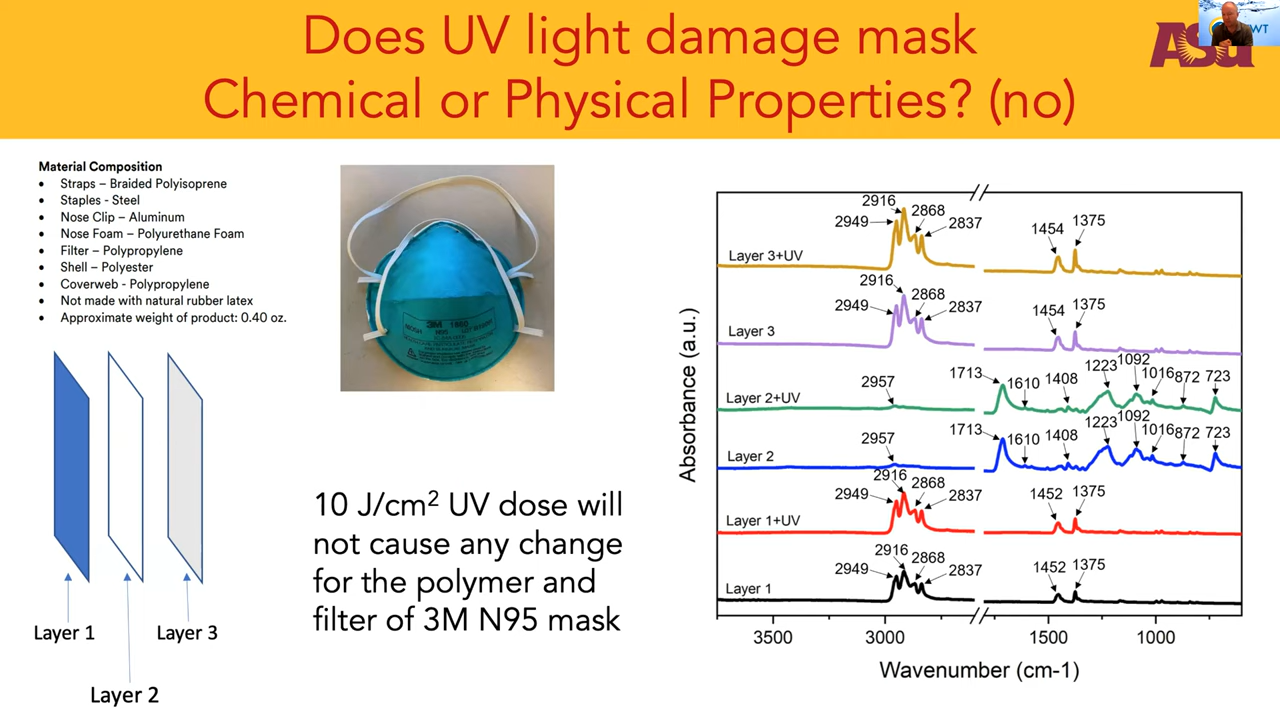 Does UV light damage mask
Chemical or Physical Properties? (no)
ASU
WT
Material Composition
• Straps – Braided Polyisoprene
• Staples - Steel
• Nose Clip – Aluminum
• Nose Foam – Polyurethane Foam
• Filter – Polypropylene
• Shell – Polyester
• Coverweb - Polypropylene
• Not made with natural rubber latex
• Approximate weight of product: 0.40 oz.
3M 1860
NIOSH N95
Layer 1
Layer 2
Layer 3
10 J/cm² UV dose will
not cause any change
for the polymer and
filter of 3M N95 mask
Absorbance (a.u.)
Layer 3+UV
2949 2916 2868 2837 1454 1375
Layer 3
2949 2916 2868 2837 1454 1375
Layer 2+UV
2957 1713 1610 1408 1223 1092 1016 872 723
Layer 2
2957 1713 1610 1408 1223 1092 1016 872 723
Layer 1+UV
2949 2916 2868 2837 1452 1375
Layer 1
2949 2916 2868 2837 1452 1375
3500 3000 1500 1000
Wavenumber (cm-1)